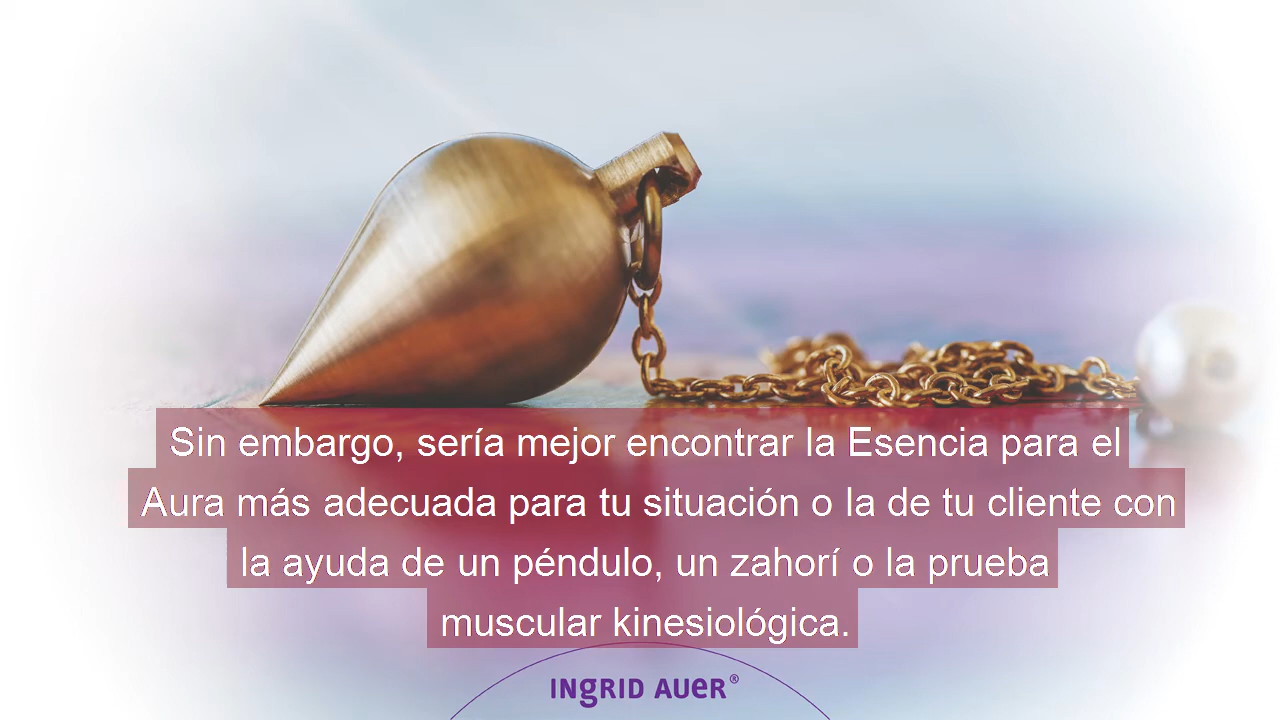 Sin embargo, sería mejor encontrar la Esencia para el
Aura más adecuada para tu situación o la de tu cliente con
la ayuda de un péndulo, un zahorí o la prueba
muscular kinesiológica.
INGRID AUER®